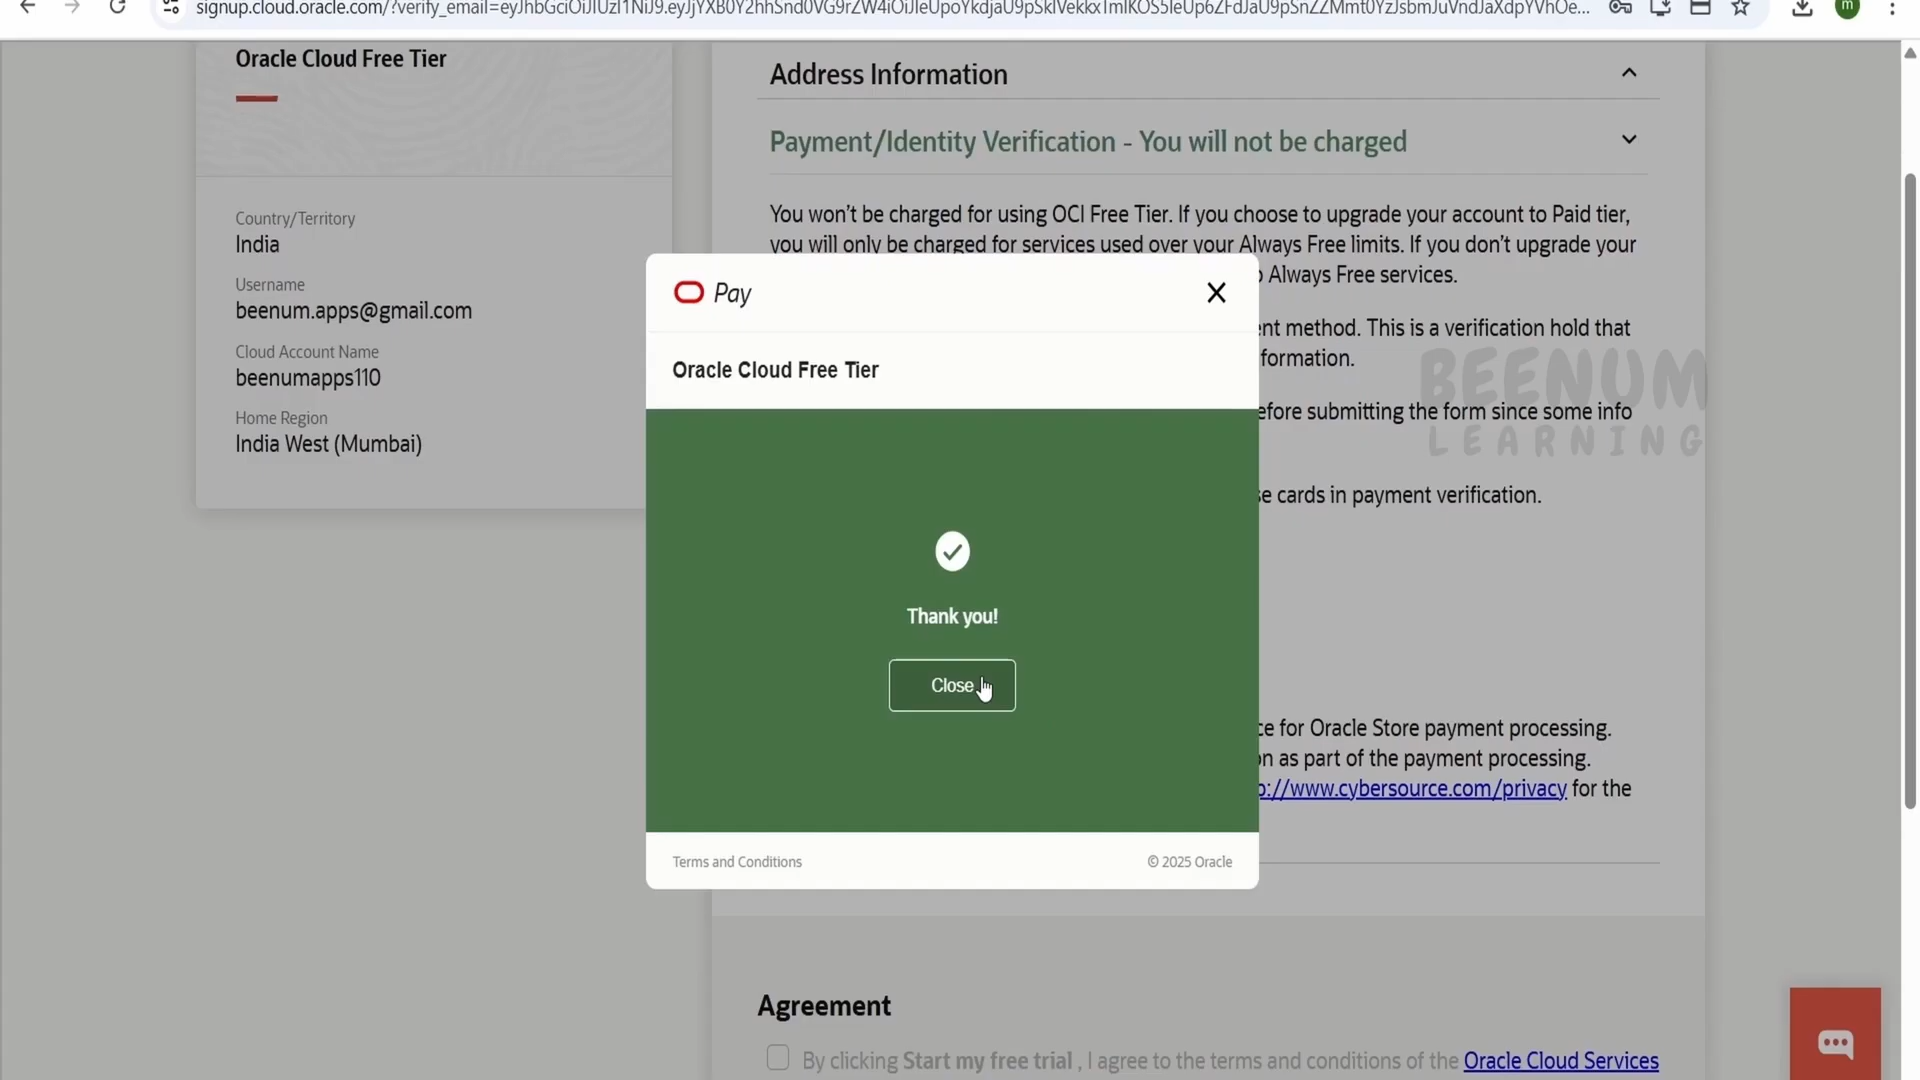 signup.cloud.oracle.com/?verify_email=
m
Oracle Cloud Free Tier
Country/Territory
India
Username
beenum.apps@gmail.com
Cloud Account Name
beenumapps110
Home Region
India West (Mumbai)
Address Information
Payment/Identity Verification - You will not be charged
You won't be charged for using OCI Free Tier. If you choose to upgrade your account to Paid tier,
you will only be charged for services used over your Always Free limits. If you don't upgrade your
Always Free services.
method. This is a verification hold that
before submitting the form since some info
cards in payment verification.
for Oracle Store payment processing.
as part of the payment processing.
//www.cybersource.com/privacy for the
BEENUM
LEARNING
Pay
Oracle Cloud Free Tier
Thank you!
Close
Terms and Conditions
© 2025 Oracle
Agreement
By clicking Start my free trial , I agree to the terms and conditions of the Oracle Cloud Services